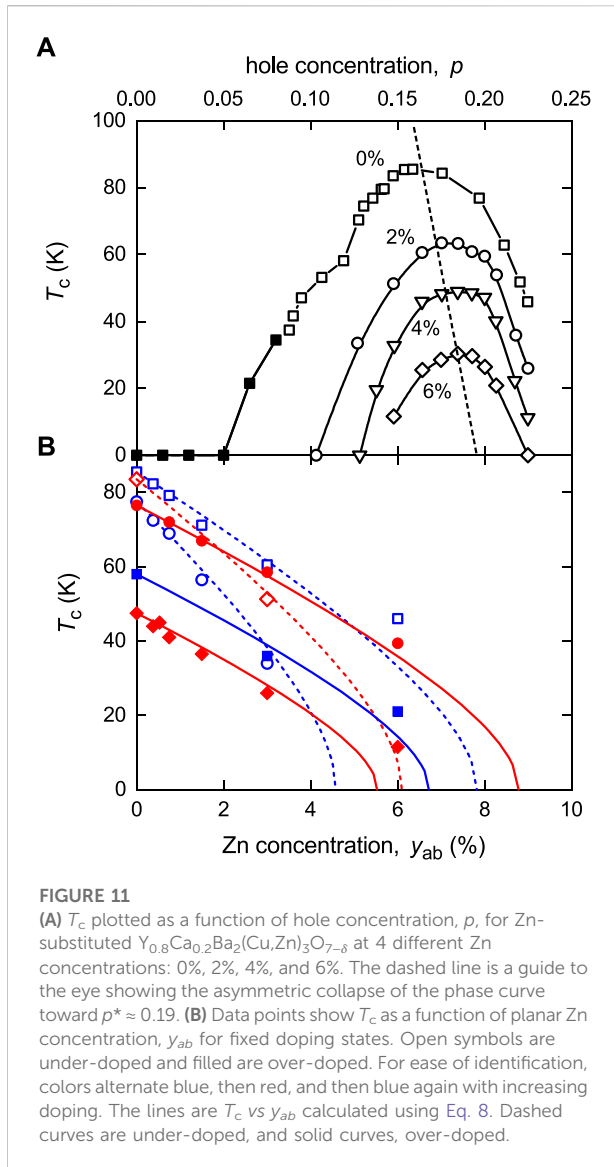 A
hole concentration, p
0.00 0.05 0.10 0.15 0.20 0.25
100
80
60
40
20
0
Tc (K)
0%
2%
4%
6%
B
80
60
40
20
0
Tc (K)
0 2 4 6 8 10
Zn concentration, yab (%)
FIGURE 11
(A) Tc plotted as a function of hole concentration, p, for Zn-
substituted Y0.8Ca0.2Ba2(Cu,Zn)3O7−δ at 4 different Zn
concentrations: 0%, 2%, 4%, and 6%. The dashed line is a guide to
the eye showing the asymmetric collapse of the phase curve
toward p* ≈ 0.19. (B) Data points show Tc as a function of planar Zn
concentration, yab for fixed doping states. Open symbols are
under-doped and filled are over-doped. For ease of identification,
colors alternate blue, then red, and then blue again with increasing
doping. The lines are Tc vs yab calculated using Eq. 8. Dashed
curves are under-doped, and solid curves, over-doped.